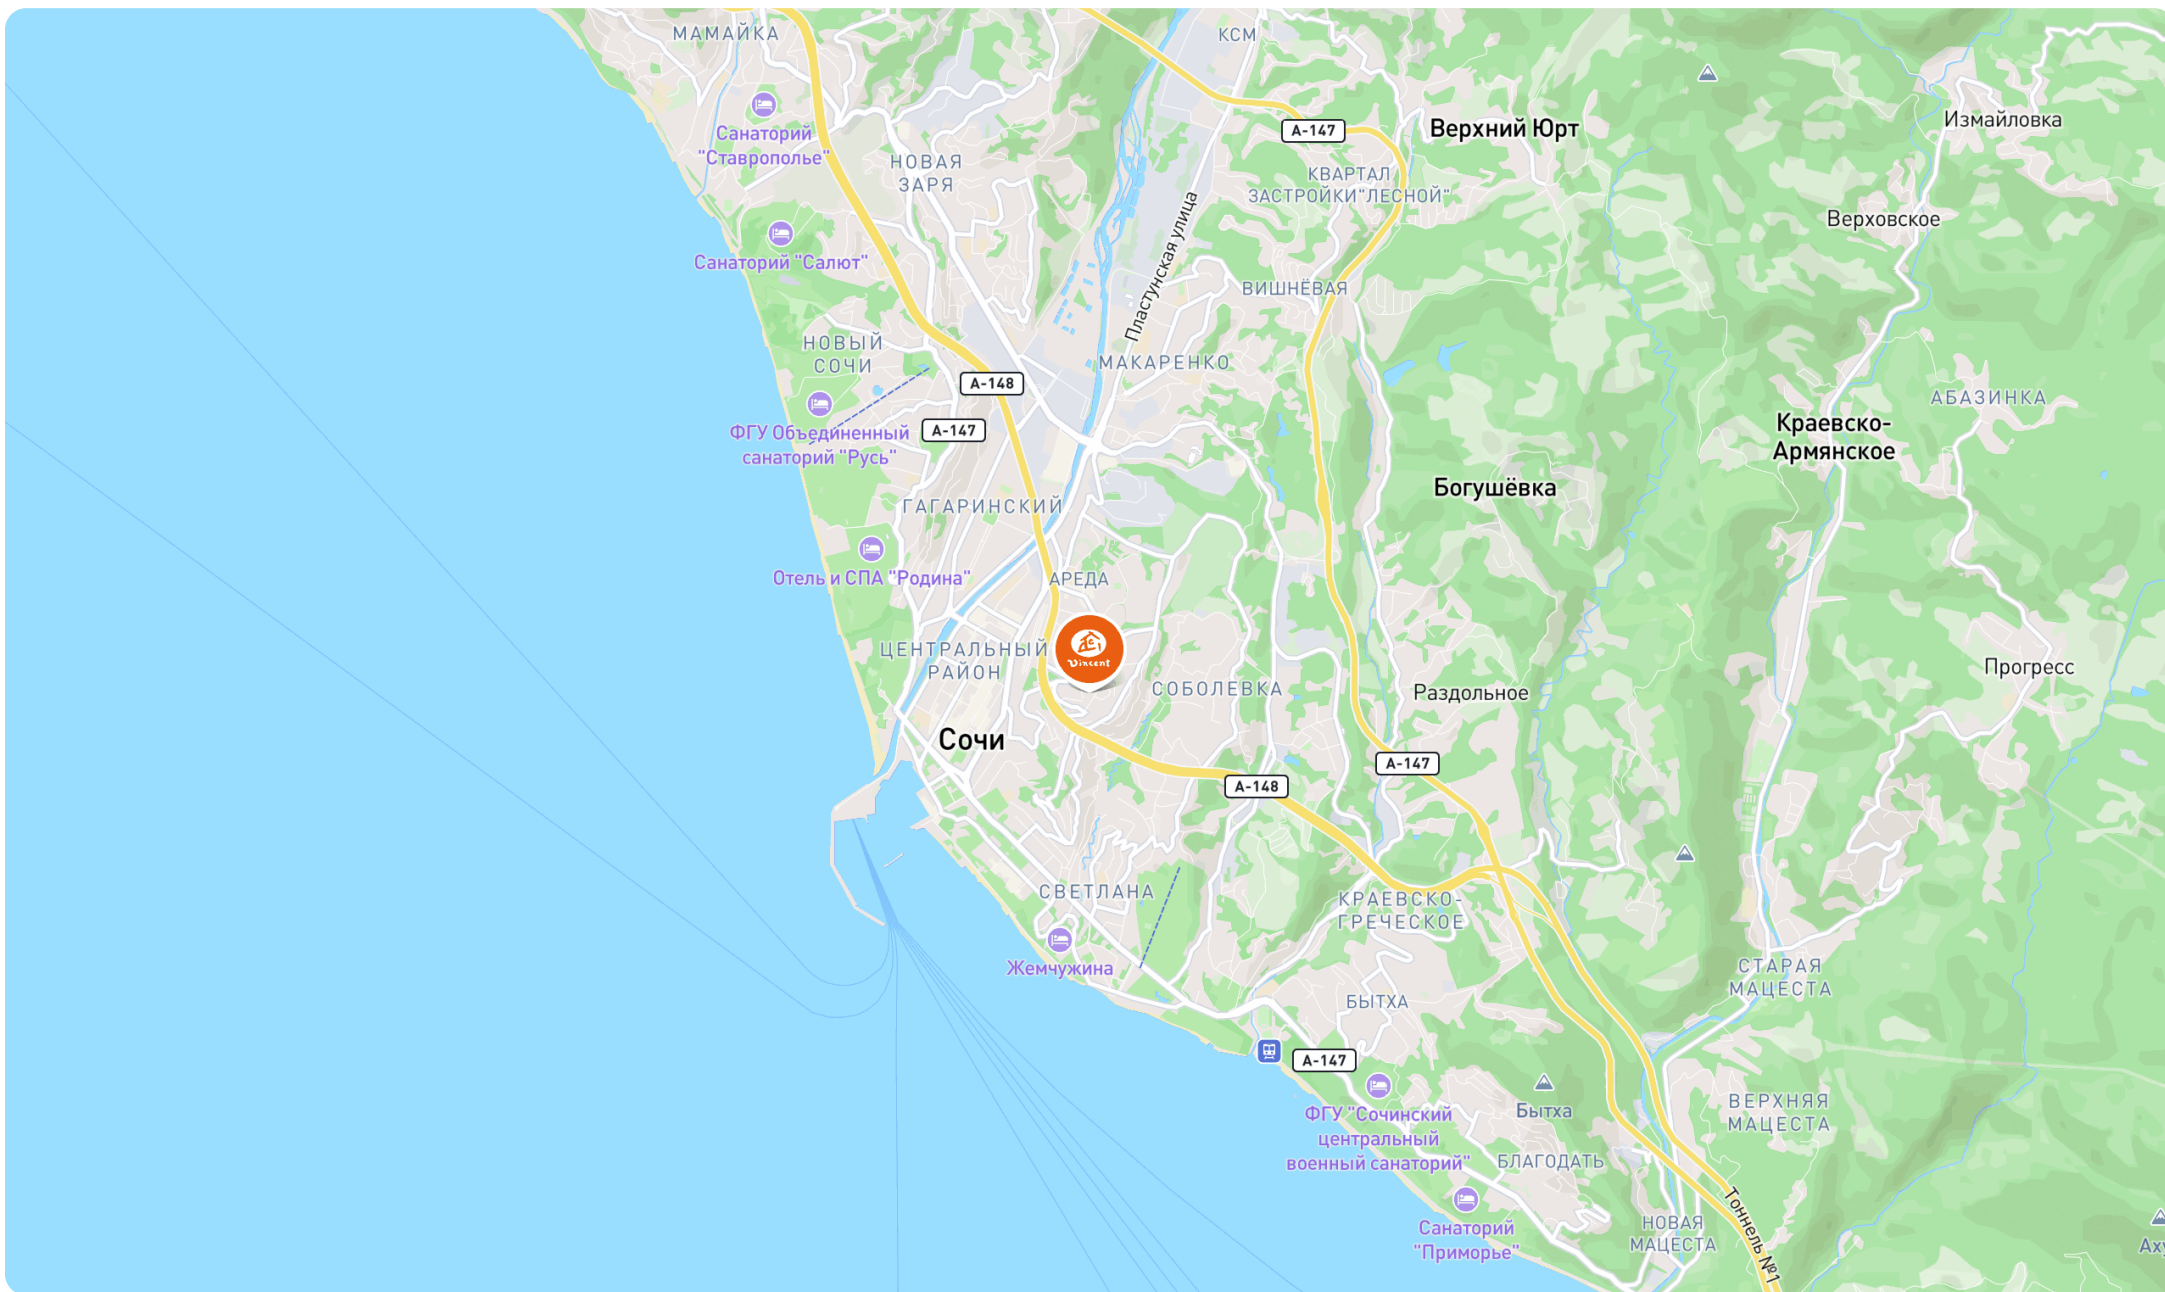 МАМАЙКА
КСМ
Санаторий
"Ставрополье"
НОВАЯ
ЗАРЯ
А-147
Верхний Юрт
Измайловка
КВАРТАЛ
ЗАСТРОЙКИ"ЛЕСНОЙ"
Верховское
Санаторий "Салют"
Пластунская улица
ВИШНЁВАЯ
НОВЫЙ
СОЧИ
МАКАРЕНКО
А-148
АБАЗИНКА
ФГУ Объединенный
санаторий "Русь"
А-147
Краевско-
Армянское
Богушёвка
ГАГАРИНСКИЙ
Отель и СПА "Родина"
АРЕДА
ЦЕНТРАЛЬНЫЙ
РАЙОН
Vincent
СОБОЛЕВКА
Раздольное
Прогресс
Сочи
А-148
А-147
СВЕТЛАНА
КРАЕВСКО-
ГРЕЧЕСКОЕ
Жемчужина
СТАРАЯ
МАЦЕСТА
БЫТХА
А-147
ФГУ "Сочинский
центральный
военный санаторий"
Бытха
ВЕРХНЯЯ
МАЦЕСТА
БЛАГОДАТЬ
Санаторий
"Приморье"
НОВАЯ
МАЦЕСТА
Тоннель №1
Аху